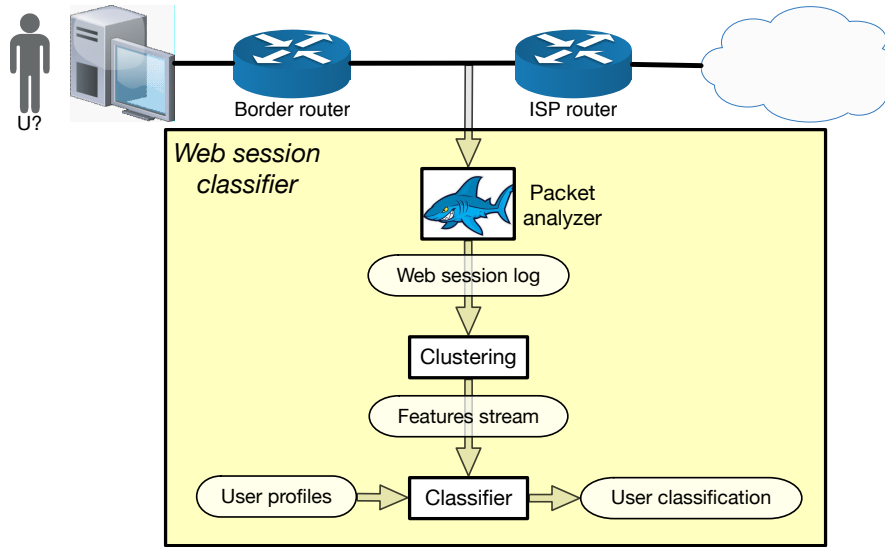 U?
Border router
ISP router
Web session
classifier
Packet
analyzer
Web session log
Clustering
Features stream
User profiles
Classifier
User classification